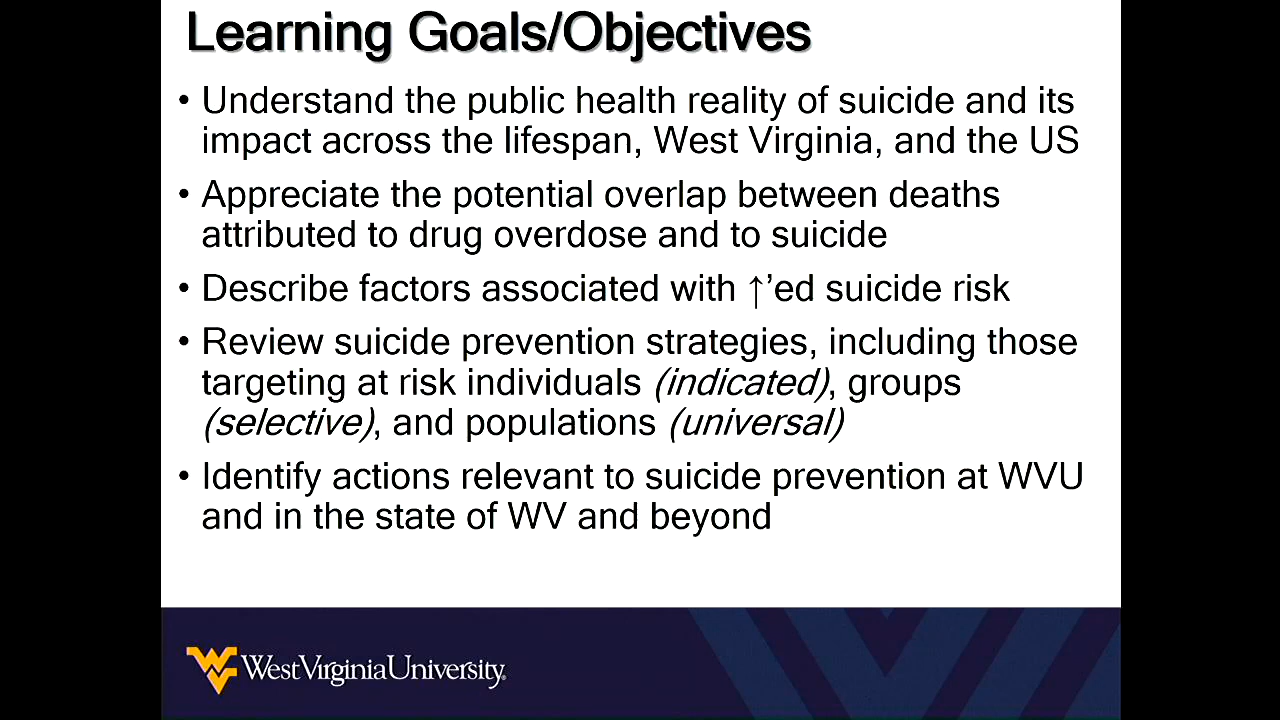 Learning Goals/Objectives
• Understand the public health reality of suicide and its
impact across the lifespan, West Virginia, and the US
• Appreciate the potential overlap between deaths
attributed to drug overdose and to suicide
• Describe factors associated with ↑’ed suicide risk
• Review suicide prevention strategies, including those
targeting at risk individuals (indicated), groups
(selective), and populations (universal)
• Identify actions relevant to suicide prevention at WVU
and in the state of WV and beyond
WestVirginiaUniversity.